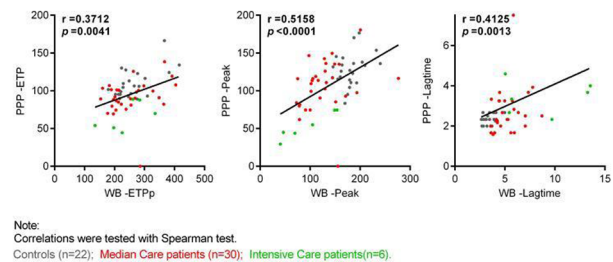 r =0.3712
p=0.0041
PPP -ETP
200
150
100
50
0
0 100 200 300 400 500
WB -ETPp
r =0.5158
p <0.0001
PPP -Peak
200
150
100
50
0
0 100 200 300
WB -Peak
r =0.4125
p =0.0013
PPP -Lagtime
6
4
2
0
0 5 10 15
WB -Lagtime
Note:
Correlations were tested with Spearman test.
Controls (n=22); Median Care patients (n=30); Intensive Care patients(n=6).